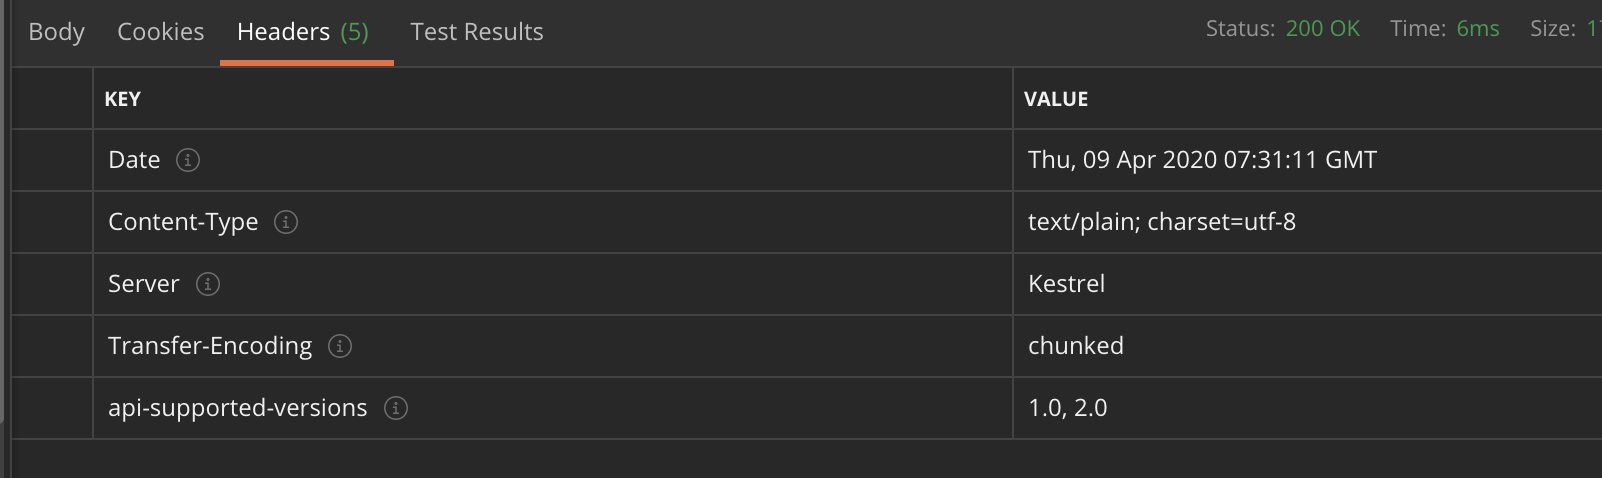 Body Cookies Headers (5) Test Results Status: 200 OK Time: 6ms Size:
KEY VALUE
Date Thu, 09 Apr 2020 07:31:11 GMT
Content-Type text/plain; charset=utf-8
Server Kestrel
Transfer-Encoding chunked
api-supported-versions 1.0, 2.0